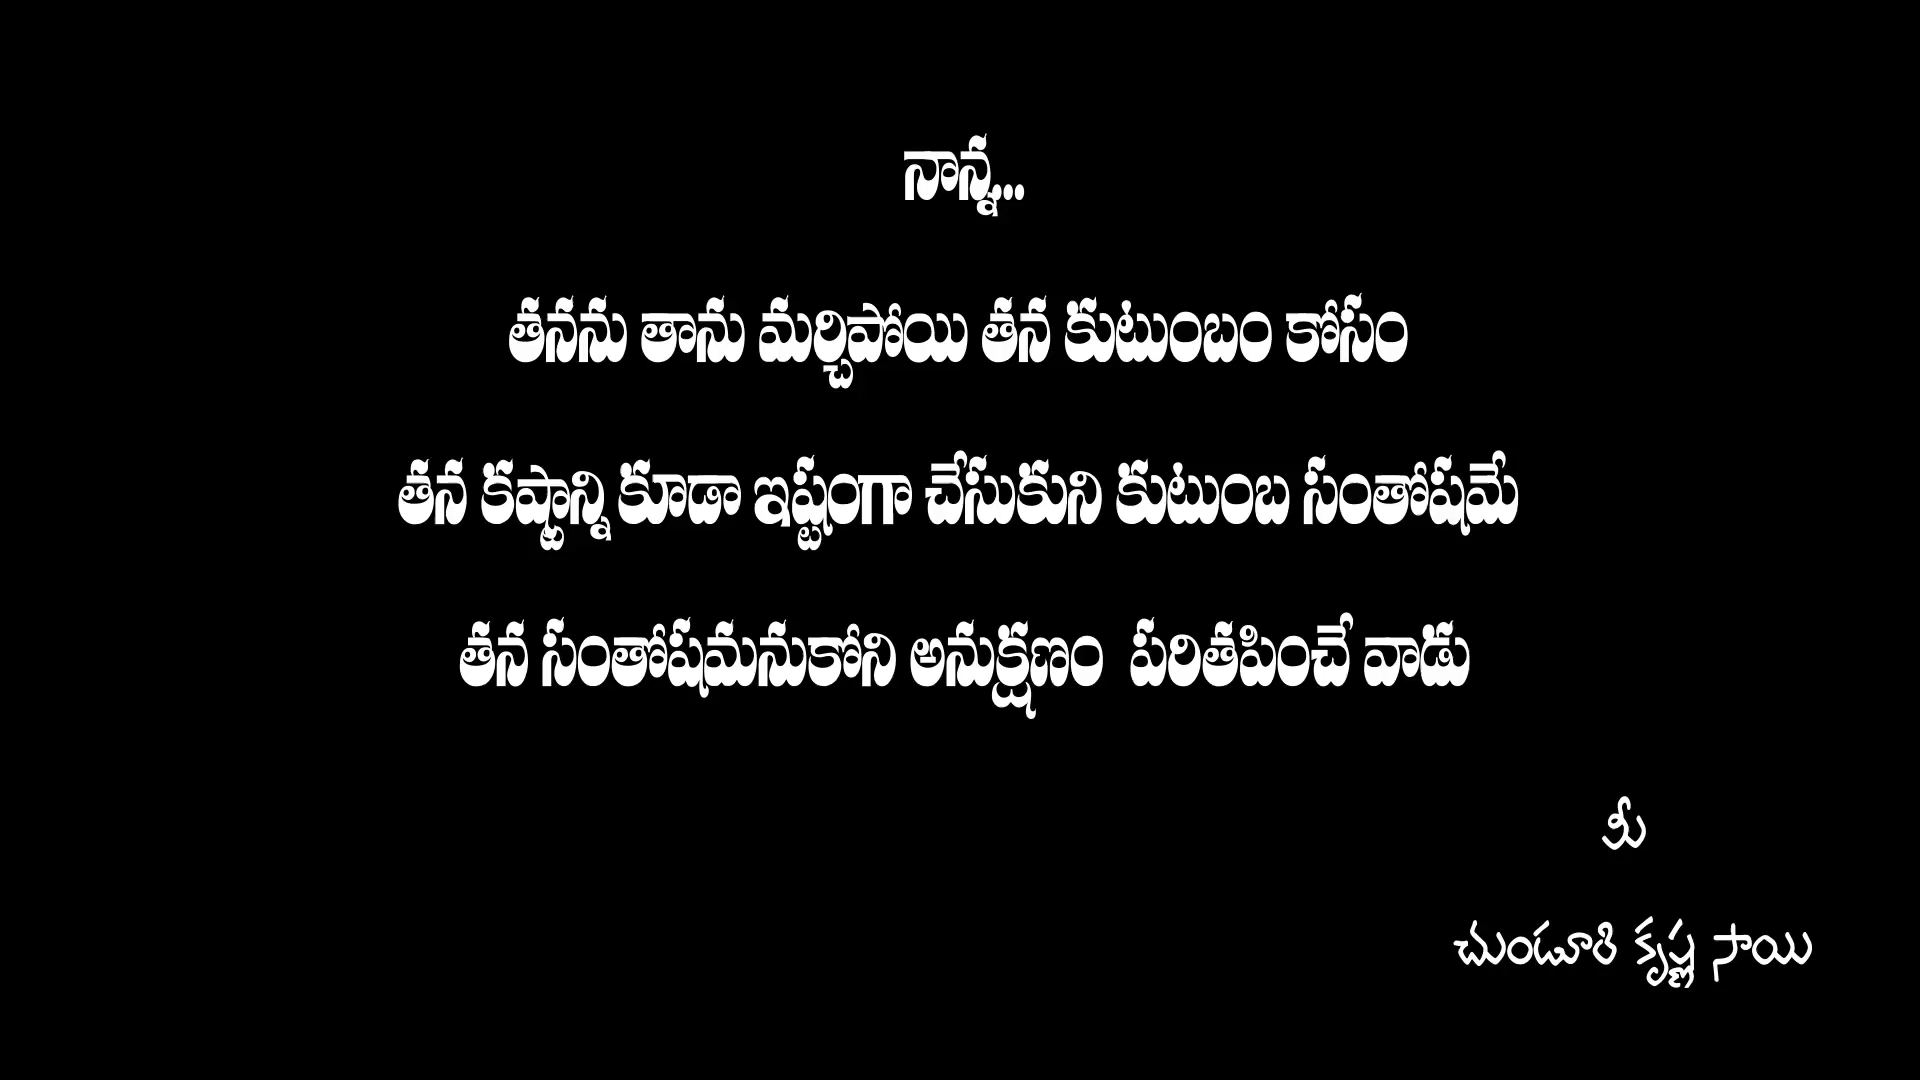 నాన్న...
తనను తాను మర్చిపోయి తన కుటుంబం కోసం
తన కష్టాన్ని కూడా ఇష్టంగా చేసుకుని కుటుంబ సంతోషమే
తన సంతోషమనుకోని అనుక్షణం పరితపించే వాడు
మీ
చుండూరి కృష్ణ సాయి